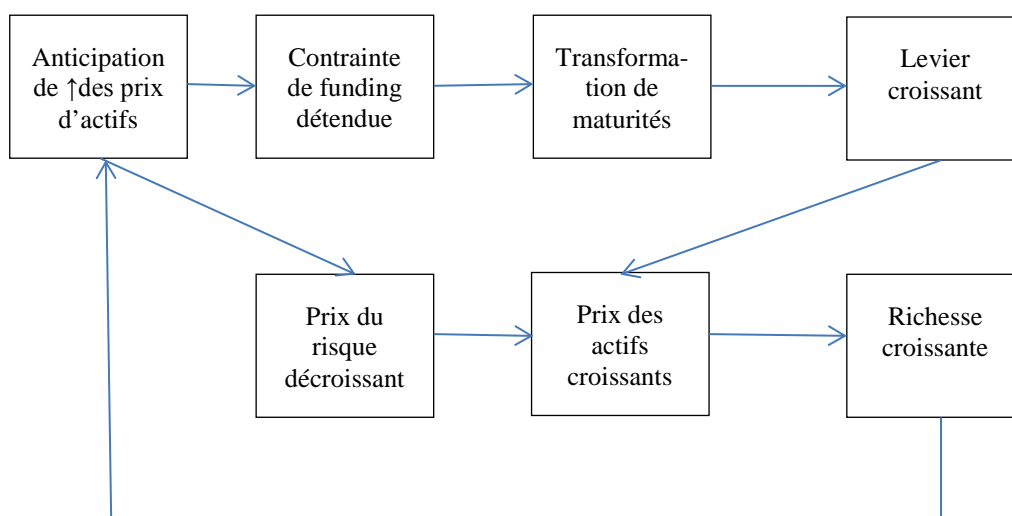 Anticipation
de ↑des prix
d’actifs
Contrainte
de funding
détendue
Transforma-
tion de
maturités
Levier
croissant
Prix du
risque
décroissant
Prix des
actifs
croissants
Richesse
croissante